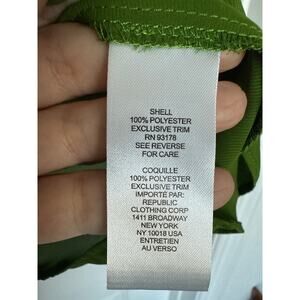 SHELL
100% POLYESTER
EXCLUSIVE TRIM
RN 93178
SEE REVERSE
FOR CARE
COQUILLE
100% POLYESTER
EXCLUSIVE TRIM
IMPORTÉ PAR:
REPUBLIC
CLOTHING CORP
1411 BROADWAY
NEW YORK
NY 10018 USA
ENTRETIEN
AU VERSO